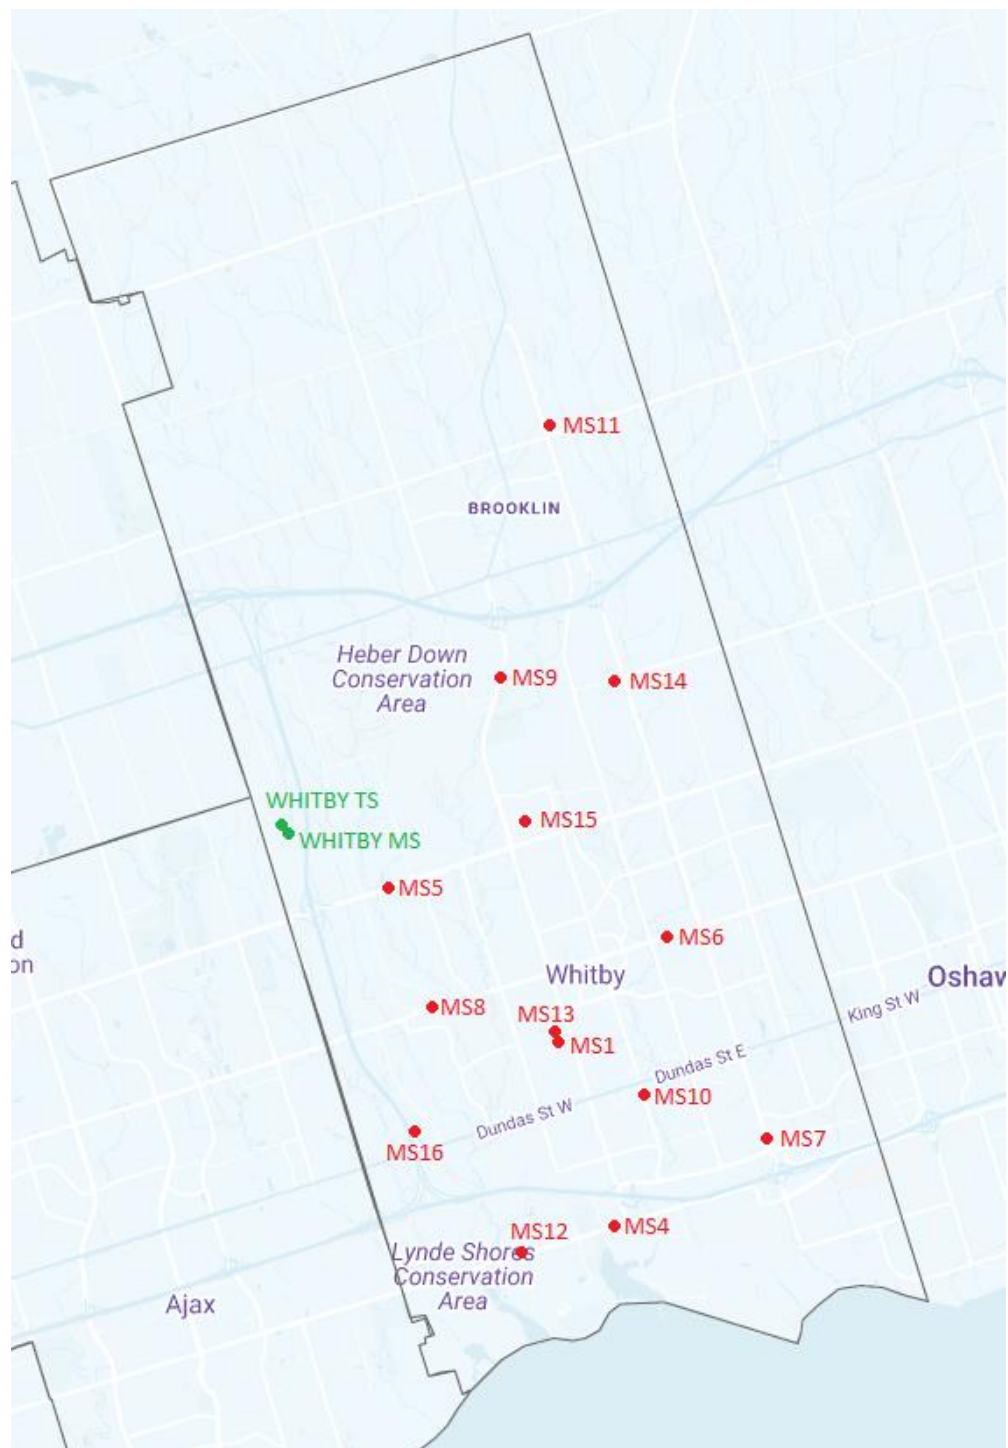 MS11
BROOKLIN
Heber Down
Conservation
Area
MS9
MS14
WHITBY TS
WHITBY MS
MS15
MS5
d
on
MS6
Whitby
Oshaw
MS8
MS13
MS1
King St W
Dundas St E
MS10
Dundas St W
MS16
MS7
MS12
MS4
Lynde Shores
Conservation
Area
Ajax